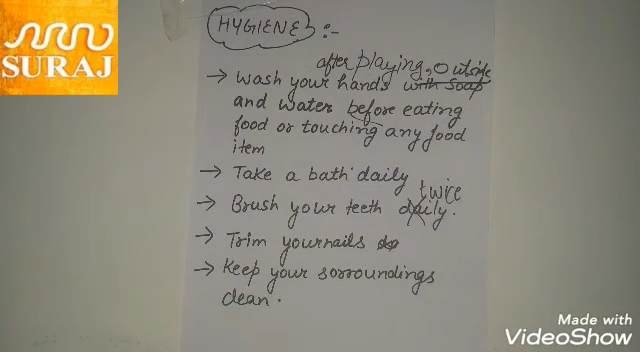 SURAJ
HYGIENE :-
after playing, Outside
→ Wash your hands with soap
and water before eating
food or touching any food
item
→ Take a bath daily
twice
→ Brush your teeth daily.
→ Trim your nails
→ Keep your sorroundings
clean.
Made with
VideoShow